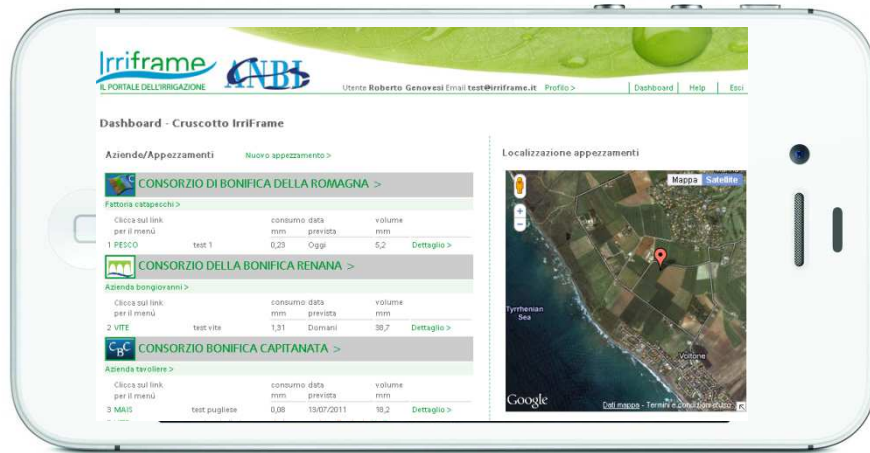 Irriframe
IL PORTALE DELL'IRRIGAZIONE
ANBI
Utente Roberto Genovesi Email test@irriframe.it Profilo >
Dashboard | Help | Esci
Dashboard - Cruscotto IrriFrame
Aziende/Appezzamenti Nuovo appezzamento >
CONSORZIO DI BONIFICA DELLA ROMAGNA >
Fattoria catapecchi >
Clicca sul link consumo data volume
per il menú mm prevista mm
1 PESCO test 1 0,23 Oggi 5,2 Dettaglio >
CONSORZIO DELLA BONIFICA RENANA >
Azienda bongiovanni >
Clicca sul link consumo data volume
per il menú mm prevista mm
2 VITE test vite 1,31 Domani 38,7 Dettaglio >
CBC CONSORZIO BONIFICA CAPITANATA >
Azienda tavoliere >
Clicca sul link consumo data volume
per il menú mm prevista mm
3 MAIS test pugliese 0,08 13/07/2011 18,2 Dettaglio >
Localizzazione appezzamenti
Mappa Satellite
Tyrrhenian
Sea
Voltone
Google
Dati mappa - Termini e condizioni d'uso